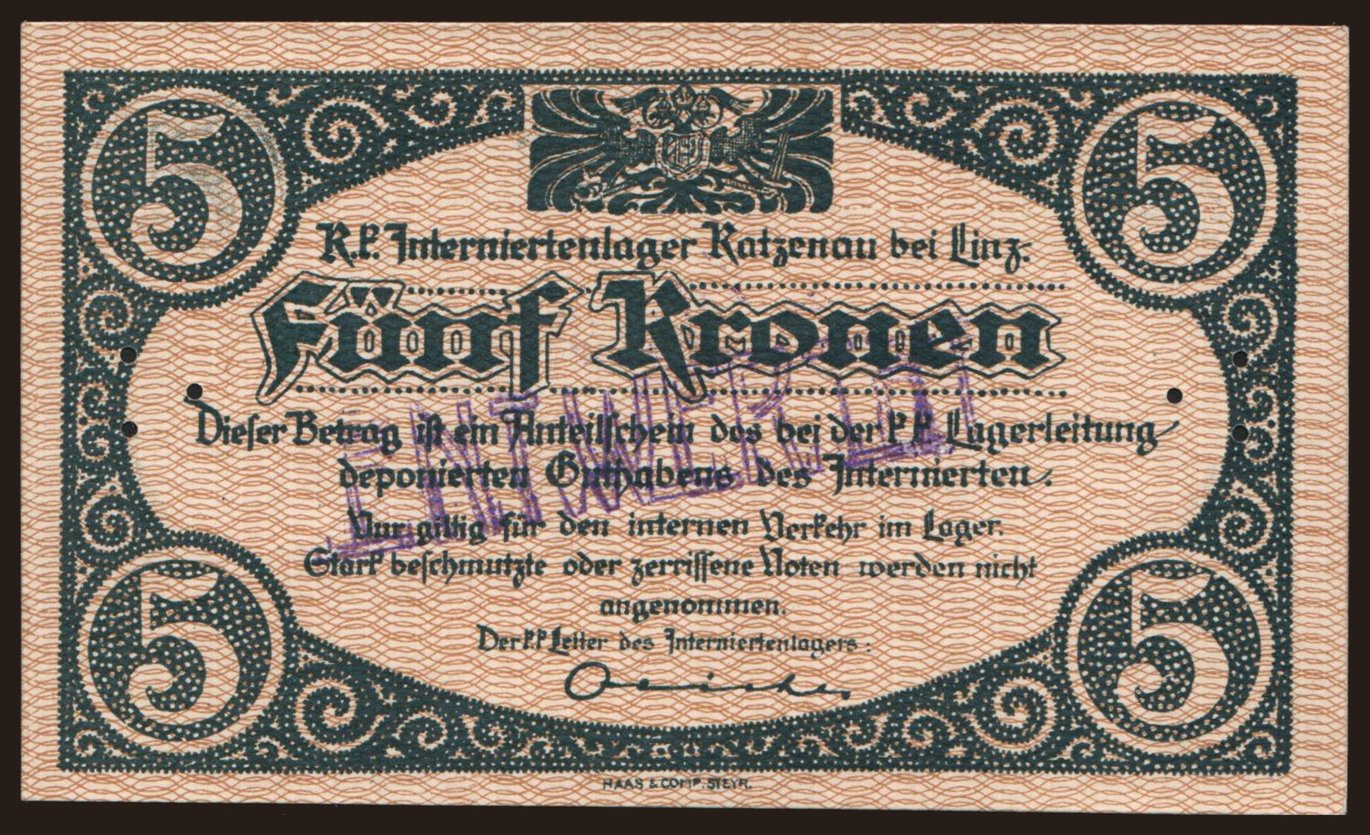 5 5
K.k. Interniertenlager Katzenau bei Linz.
Fünf Kronen
ENTWERTET
Dieser Betrag ist ein Anteilschein des bei der k.k. Lagerleitung
deponierten Guthabens des Internierten.
Nur giltig für den internen Verkehr im Lager.
Stark beschmutzte oder zerrissene Noten werden nicht
angenommen.
Der k.k. Leiter des Interniertenlagers:
5 5
HAAS & COMP. STEYR.